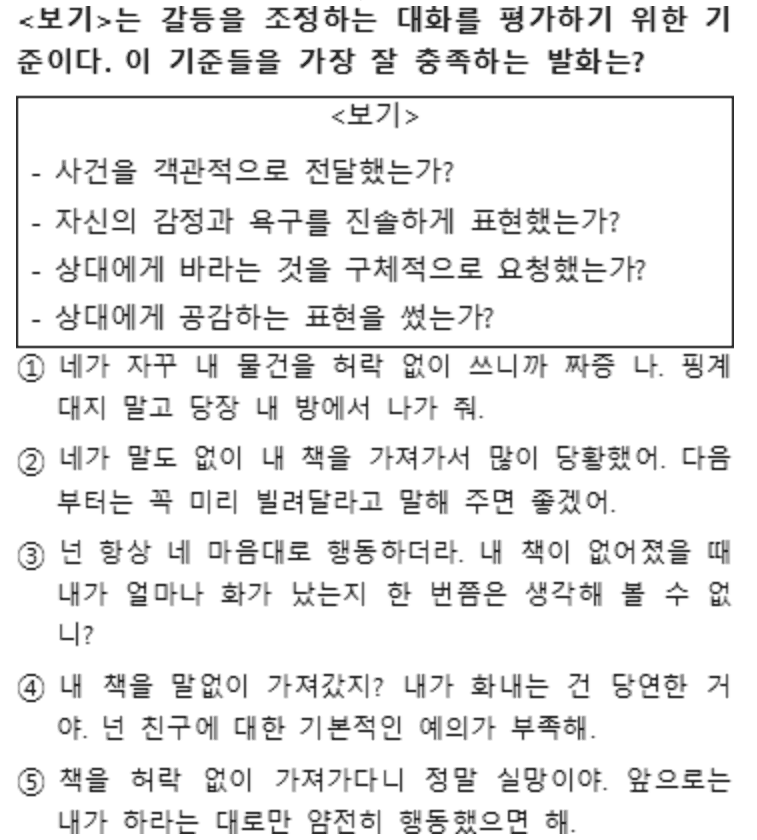 <보기>는 갈등을 조정하는 대화를 평가하기 위한 기
준이다. 이 기준들을 가장 잘 충족하는 발화는?
<보기>
- 사건을 객관적으로 전달했는가?
- 자신의 감정과 욕구를 진솔하게 표현했는가?
- 상대에게 바라는 것을 구체적으로 요청했는가?
- 상대에게 공감하는 표현을 썼는가?
① 네가 자꾸 내 물건을 허락 없이 쓰니까 짜증 나. 핑계
대지 말고 당장 내 방에서 나가 줘.
② 네가 말도 없이 내 책을 가져가서 많이 당황했어. 다음
부터는 꼭 미리 빌려달라고 말해 주면 좋겠어.
③ 넌 항상 네 마음대로 행동하더라. 내 책이 없어졌을 때
내가 얼마나 화가 났는지 한 번쯤은 생각해 볼 수 없
니?
④ 내 책을 말없이 가져갔지? 내가 화내는 건 당연한 거
야. 넌 친구에 대한 기본적인 예의가 부족해.
⑤ 책을 허락 없이 가져가다니 정말 실망이야. 앞으로는
내가 하라는 대로만 얌전히 행동했으면 해.